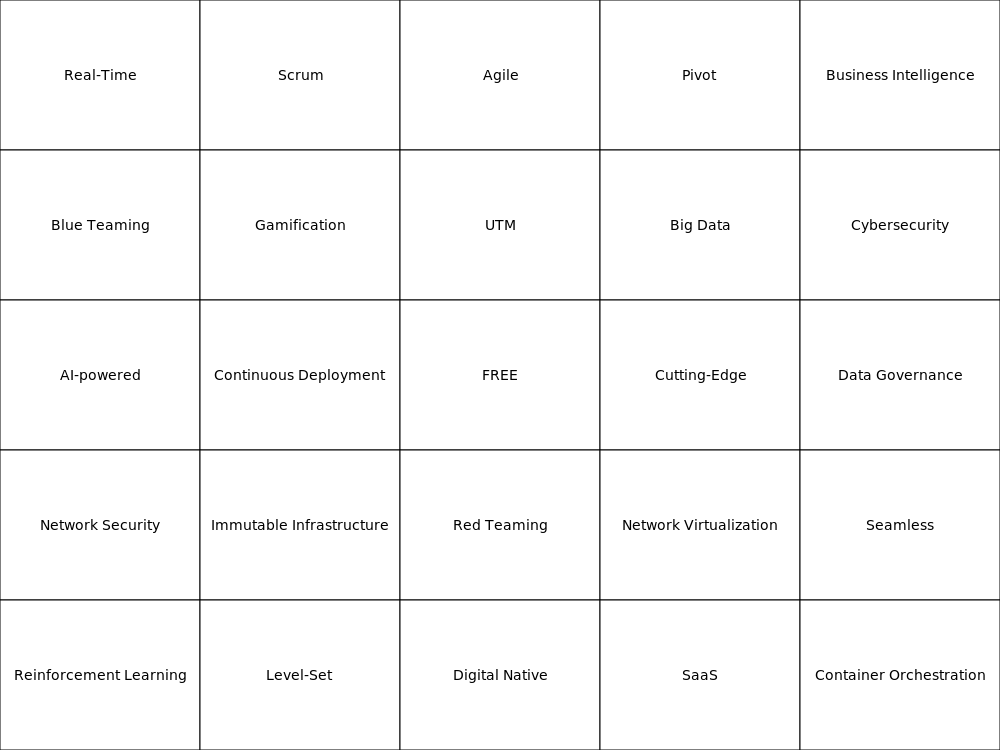 Real-Time
Scrum
Agile
Pivot
Business Intelligence
Blue Teaming
Gamification
UTM
Big Data
Cybersecurity
AI-powered
Continuous Deployment
FREE
Cutting-Edge
Data Governance
Network Security
Immutable Infrastructure
Red Teaming
Network Virtualization
Seamless
Reinforcement Learning
Level-Set
Digital Native
SaaS
Container Orchestration